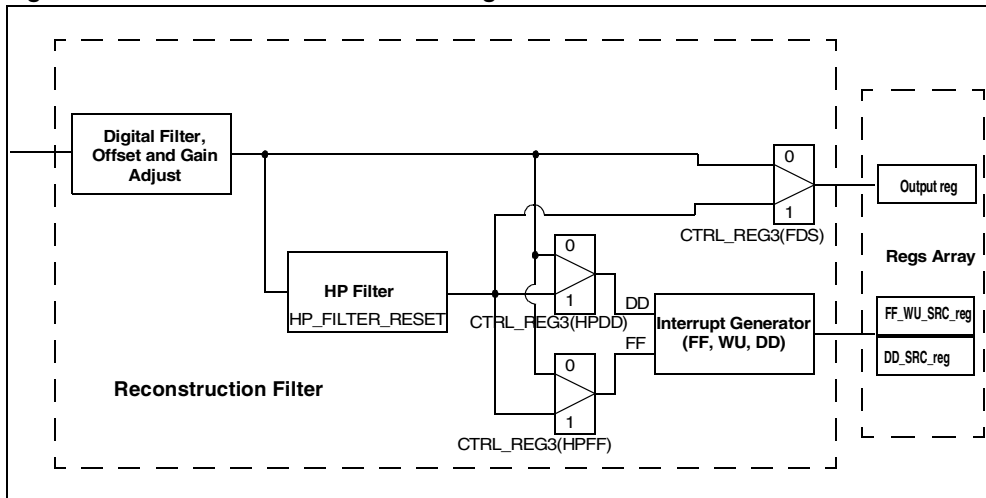 Digital Filter,
Offset and Gain
Adjust
0
1
CTRL_REG3(FDS)
Output reg
Regs Array
HP Filter
HP_FILTER_RESET
0
1
CTRL_REG3(HPDD)
DD
FF
Interrupt Generator
(FF, WU, DD)
FF_WU_SRC_reg
DD_SRC_reg
Reconstruction Filter
0
1
CTRL_REG3(HPFF)